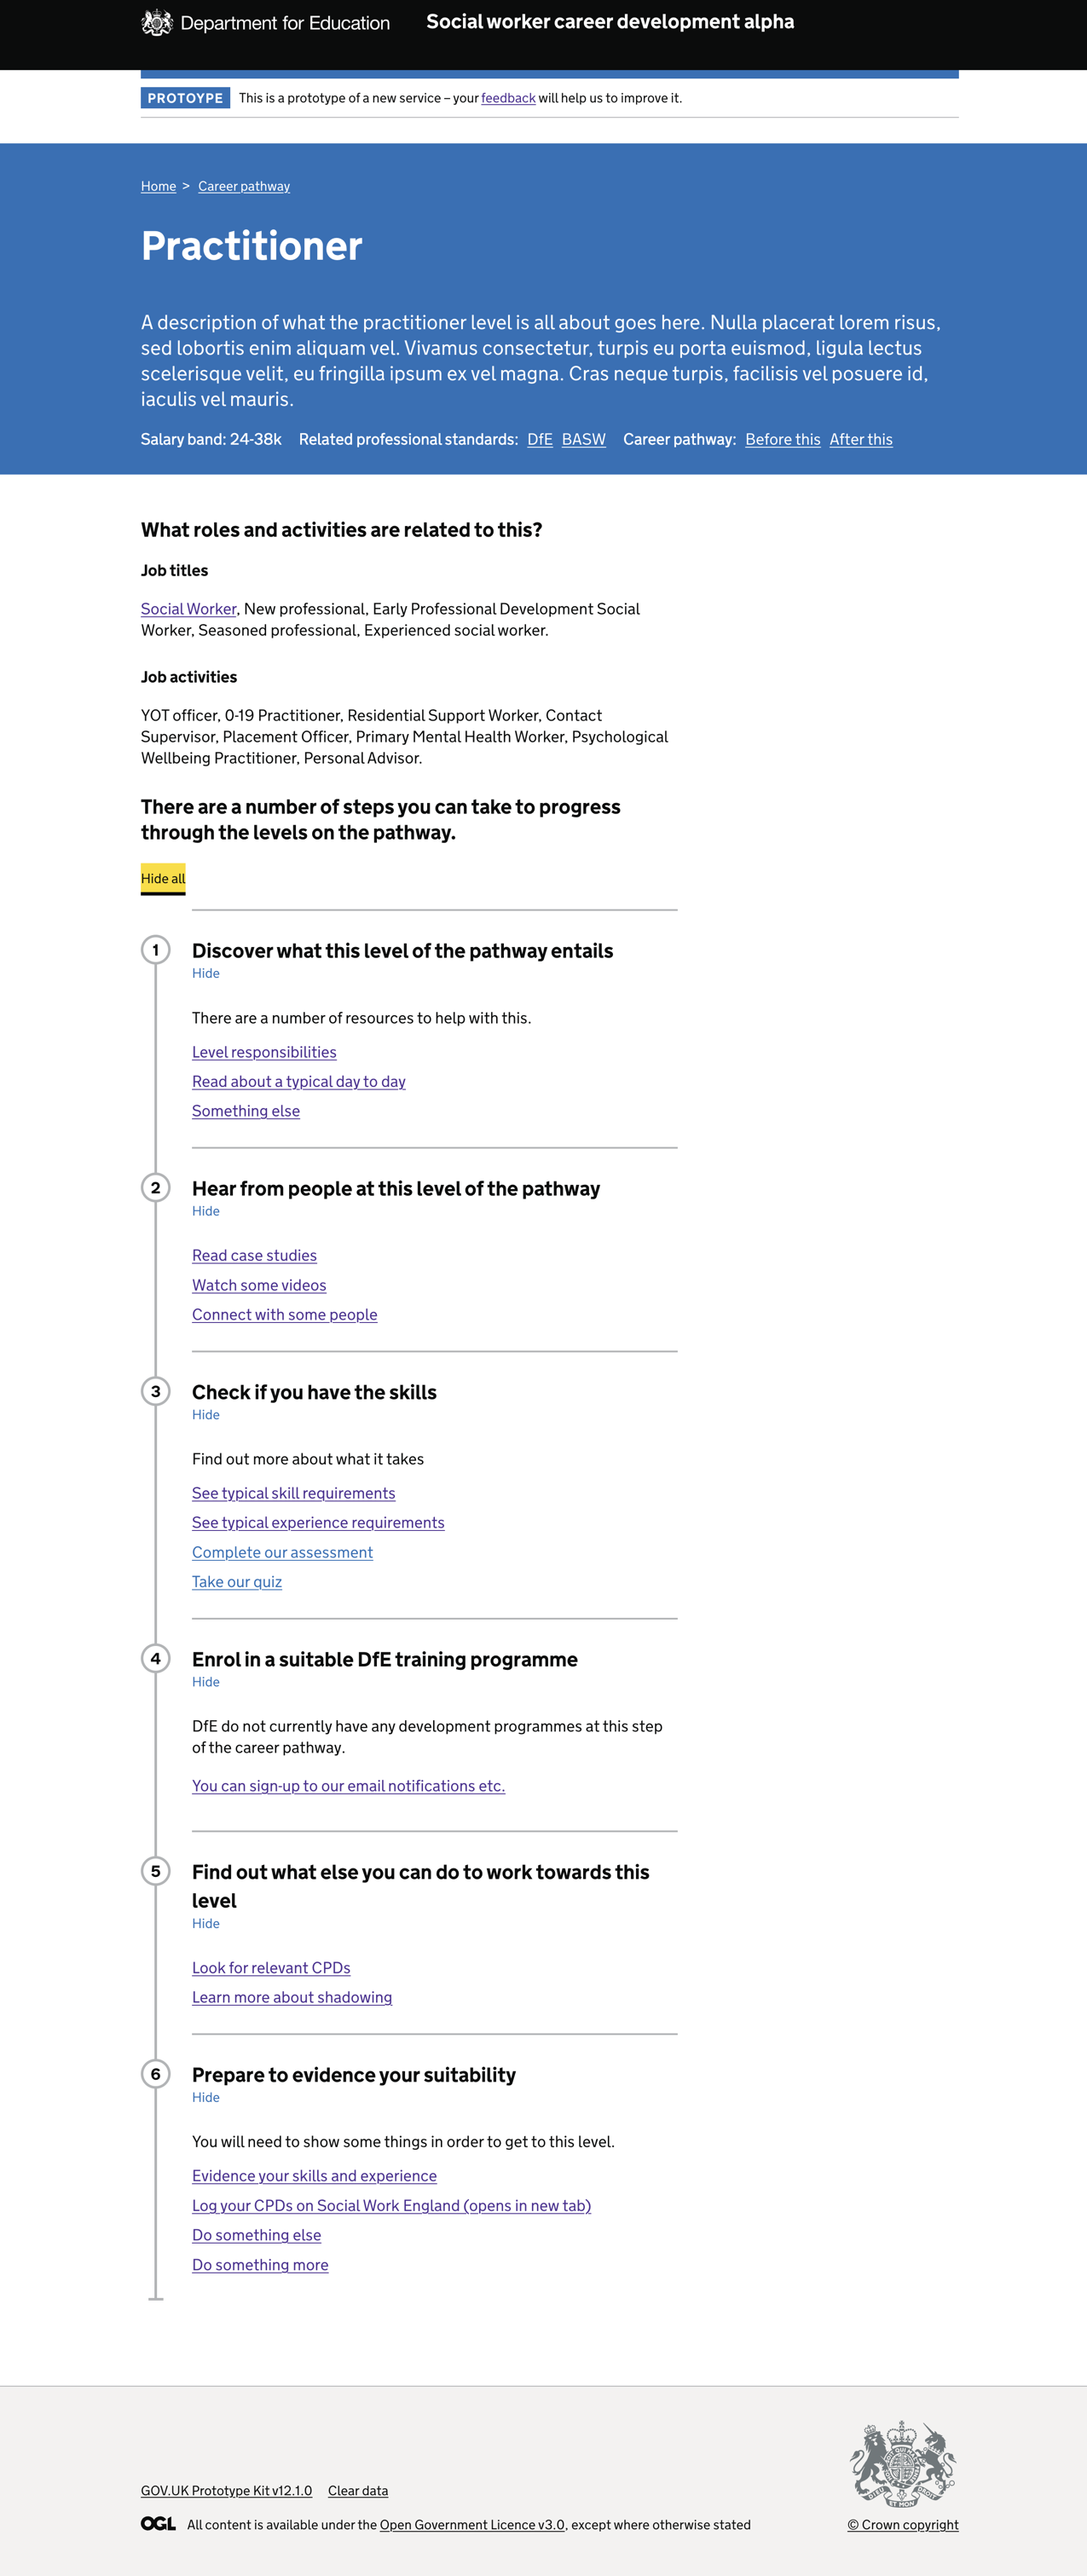 Department for Education
Social worker career development alpha
PROTOYPE This is a prototype of a new service – your feedback will help us to improve it.
Home > Career pathway
Practitioner
A description of what the practitioner level is all about goes here. Nulla placerat lorem risus,
sed lobortis enim aliquam vel. Vivamus consectetur, turpis eu porta euismod, ligula lectus
scelerisque velit, eu fringilla ipsum ex vel magna. Cras neque turpis, facilisis vel posuere id,
iaculis vel mauris.
Salary band: 24-38k Related professional standards: DfE BASW Career pathway: Before this After this
What roles and activities are related to this?
Job titles
Social Worker, New professional, Early Professional Development Social
Worker, Seasoned professional, Experienced social worker.
Job activities
YOT officer, 0-19 Practitioner, Residential Support Worker, Contact
Supervisor, Placement Officer, Primary Mental Health Worker, Psychological
Wellbeing Practitioner, Personal Advisor.
There are a number of steps you can take to progress
through the levels on the pathway.
Hide all
1 Discover what this level of the pathway entails
Hide
There are a number of resources to help with this.
Level responsibilities
Read about a typical day to day
Something else
2 Hear from people at this level of the pathway
Hide
Read case studies
Watch some videos
Connect with some people
3 Check if you have the skills
Hide
Find out more about what it takes
See typical skill requirements
See typical experience requirements
Complete our assessment
Take our quiz
4 Enrol in a suitable DfE training programme
Hide
DfE do not currently have any development programmes at this step
of the career pathway.
You can sign-up to our email notifications etc.
5 Find out what else you can do to work towards this
level
Hide
Look for relevant CPDs
Learn more about shadowing
6 Prepare to evidence your suitability
Hide
You will need to show some things in order to get to this level.
Evidence your skills and experience
Log your CPDs on Social Work England (opens in new tab)
Do something else
Do something more
GOV.UK Prototype Kit v12.1.0 Clear data
OGL All content is available under the Open Government Licence v3.0, except where otherwise stated
DIEU ET MON DROIT
© Crown copyright